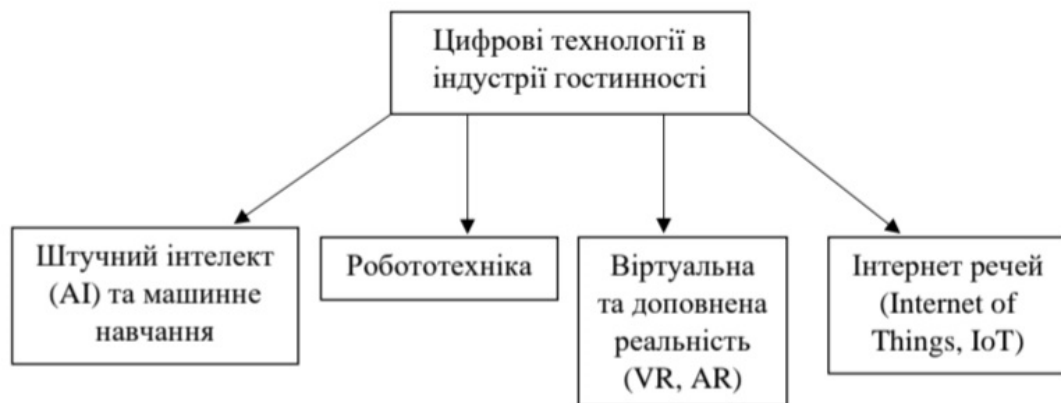 Цифрові технології в
індустрії гостинності
Штучний інтелект
(AI) та машинне
навчання
Робототехніка
Віртуальна
та доповнена
реальність
(VR, AR)
Інтернет речей
(Internet of
Things, IoT)